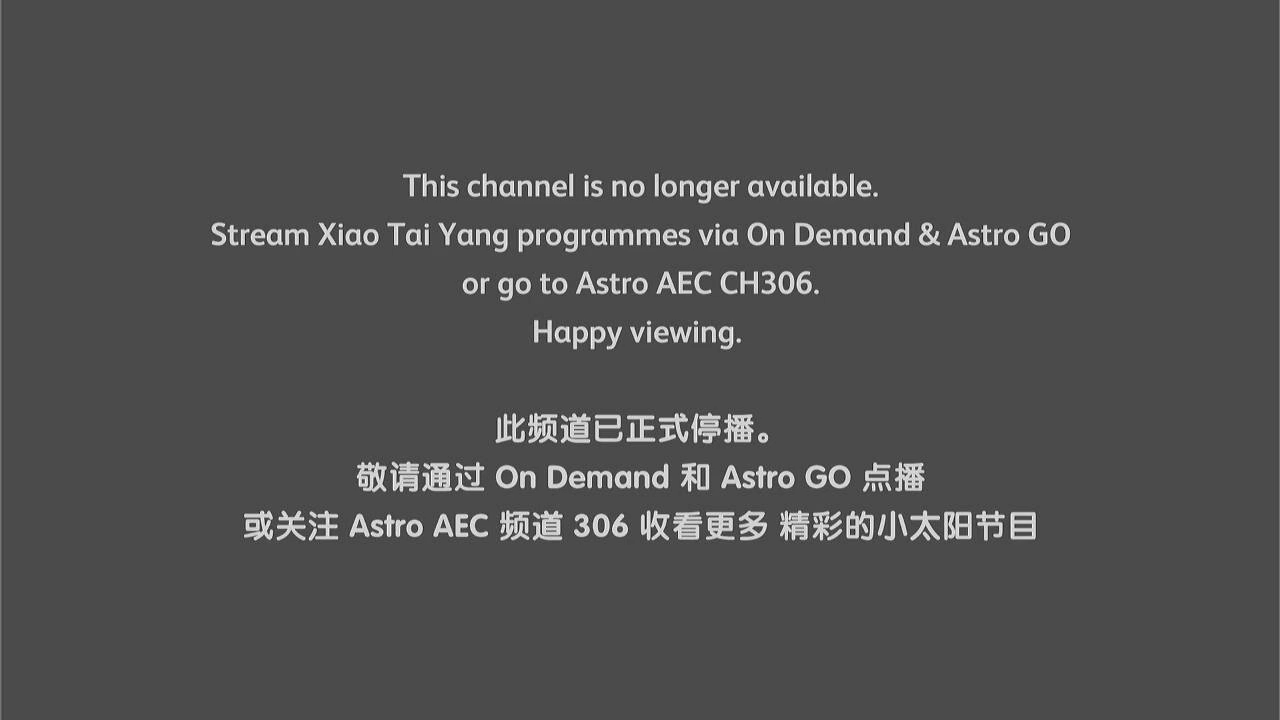 This channel is no longer available.
Stream Xiao Tai Yang programmes via On Demand & Astro GO
or go to Astro AEC CH306.
Happy viewing.
此频道已正式停播。
敬请通过 On Demand 和 Astro GO 点播
或关注 Astro AEC 频道 306 收看更多 精彩的小太阳节目